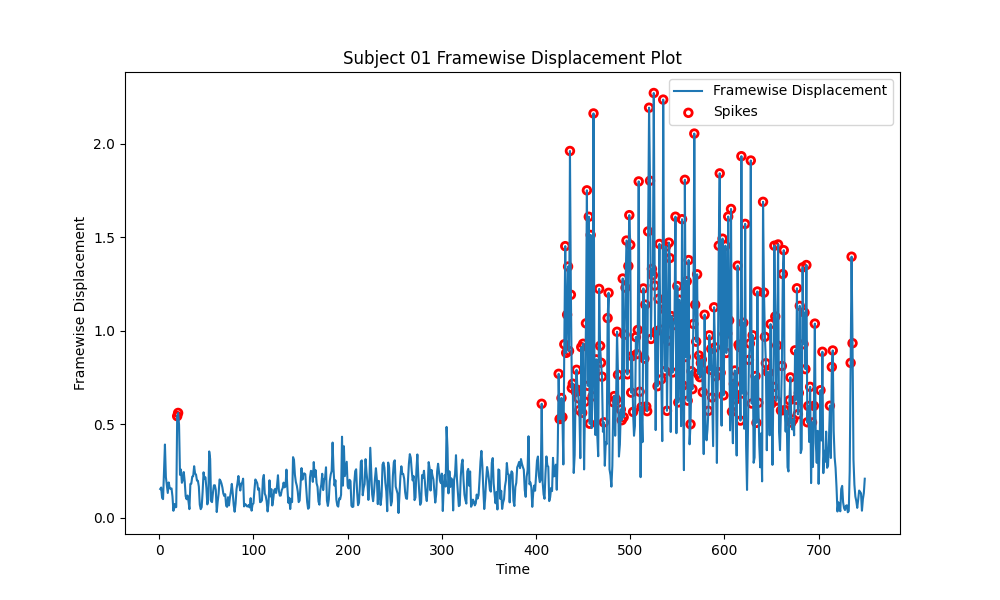 Subject 01 Framewise Displacement Plot
Framewise Displacement
Spikes
2.0
1.5
1.0
0.5
0.0
Framewise Displacement
0 100 200 300 400 500 600 700
Time